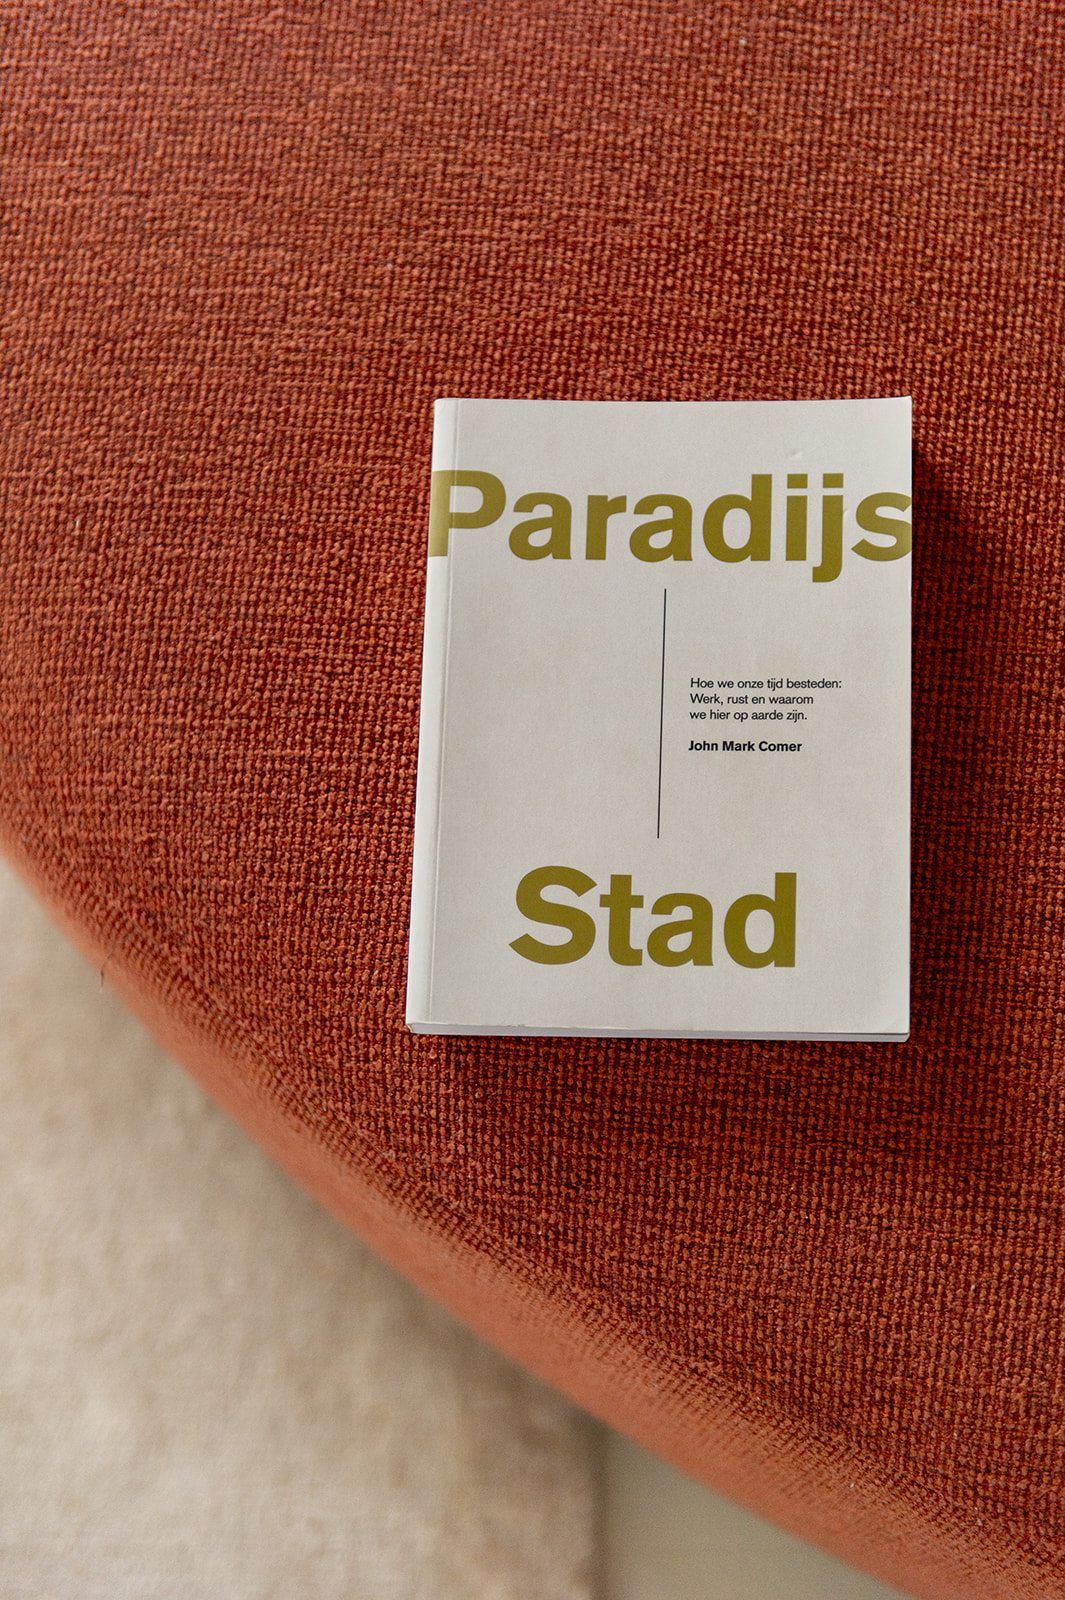 Paradijs
Hoe we onze tijd besteden:
Werk, rust en waarom
we hier op aarde zijn.
John Mark Comer
Stad